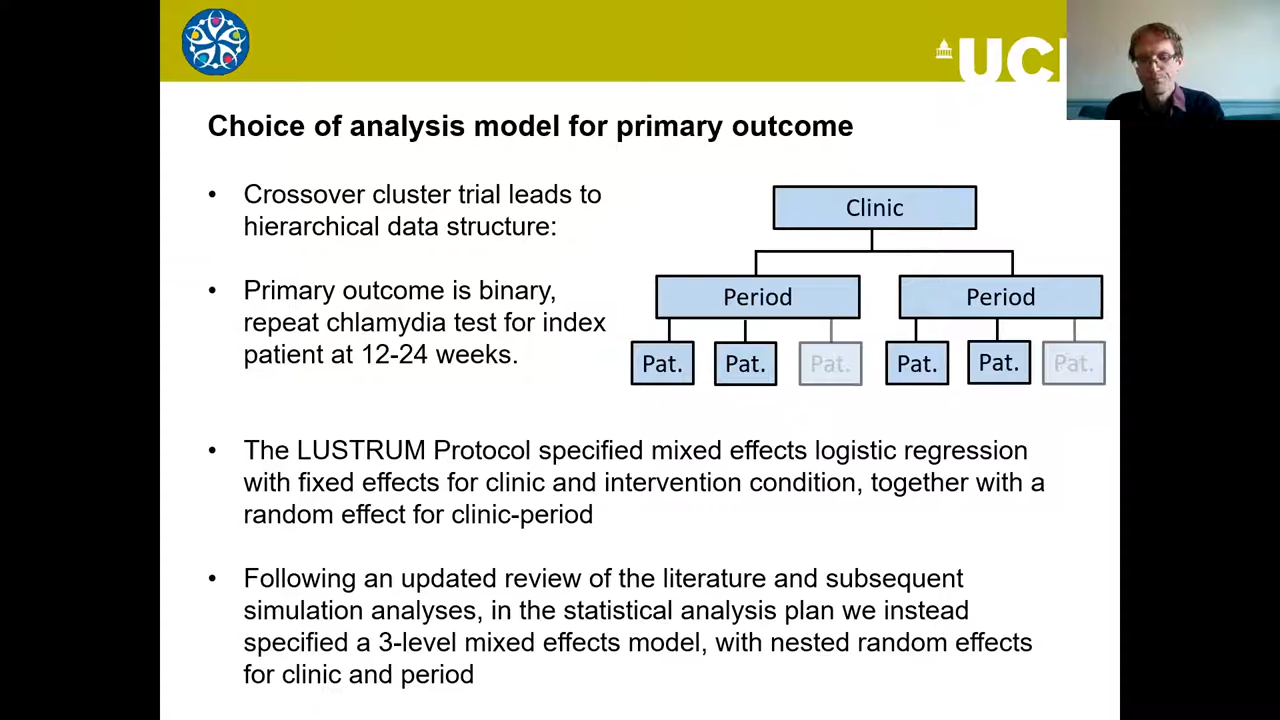 UCL
Choice of analysis model for primary outcome
• Crossover cluster trial leads to
hierarchical data structure:
• Primary outcome is binary,
repeat chlamydia test for index
patient at 12-24 weeks.
Clinic
Period Period
Pat. Pat. Pat. Pat. Pat. Pat.
• The LUSTRUM Protocol specified mixed effects logistic regression
with fixed effects for clinic and intervention condition, together with a
random effect for clinic-period
• Following an updated review of the literature and subsequent
simulation analyses, in the statistical analysis plan we instead
specified a 3-level mixed effects model, with nested random effects
for clinic and period